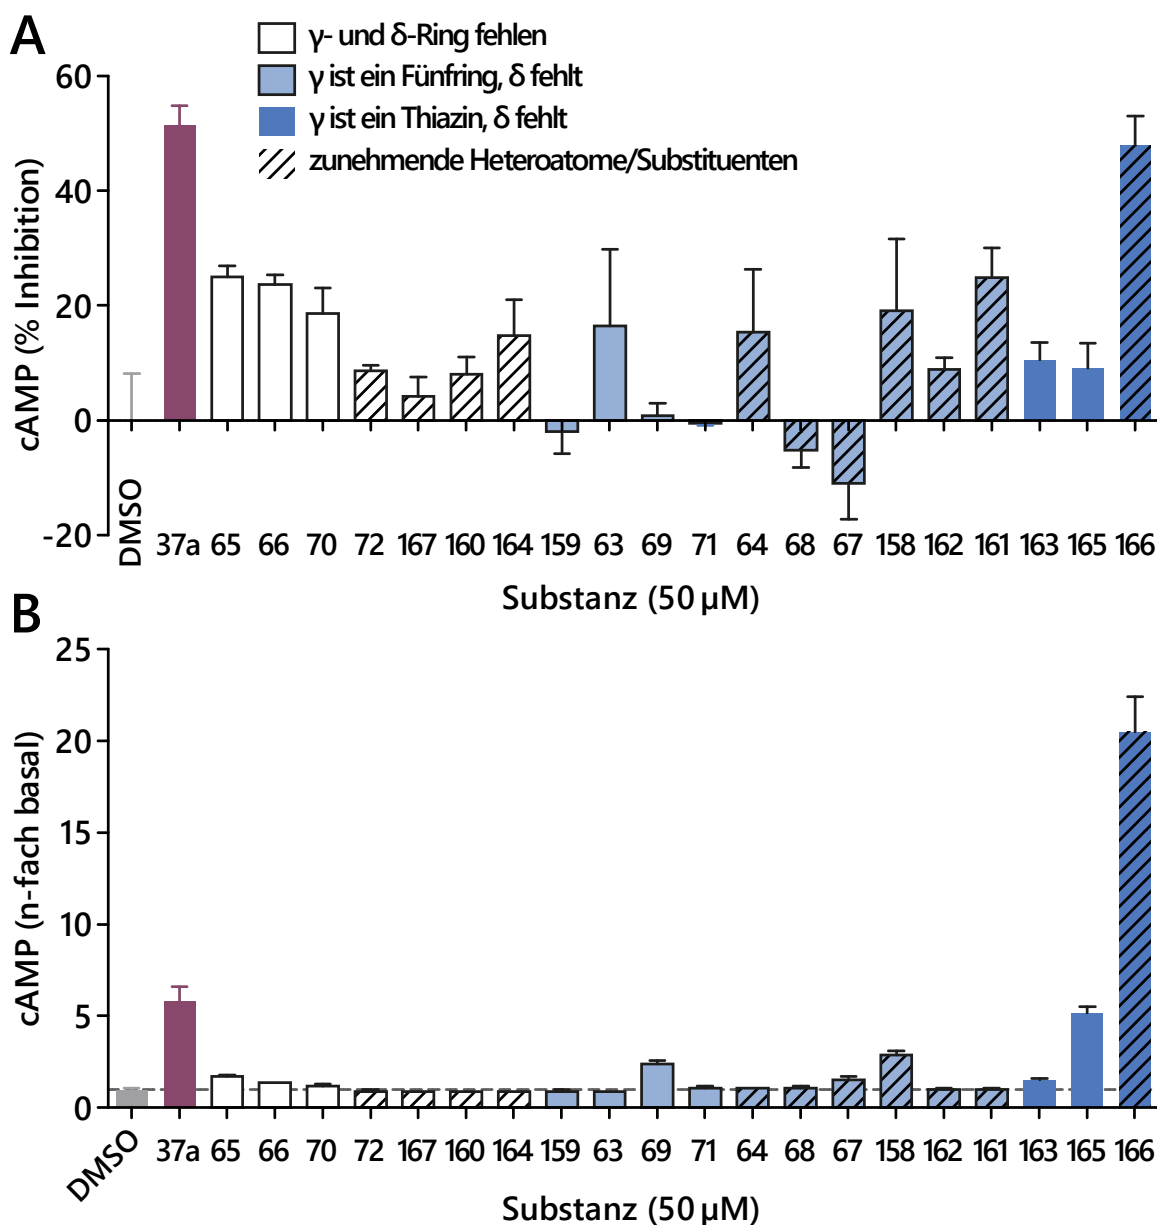 A
γ- und δ-Ring fehlen
γ ist ein Fünfring, δ fehlt
γ ist ein Thiazin, δ fehlt
zunehmende Heteroatome/Substituenten
cAMP (% Inhibition)
60
40
20
0
-20
DMSO 37a 65 66 70 72 167 160 164 159 63 69 71 64 68 67 158 162 161 163 165 166
Substanz (50 µM)
B
cAMP (n-fach basal)
25
20
15
10
5
0
DMSO 37a 65 66 70 72 167 160 164 159 63 69 71 64 68 67 158 162 161 163 165 166
Substanz (50 µM)